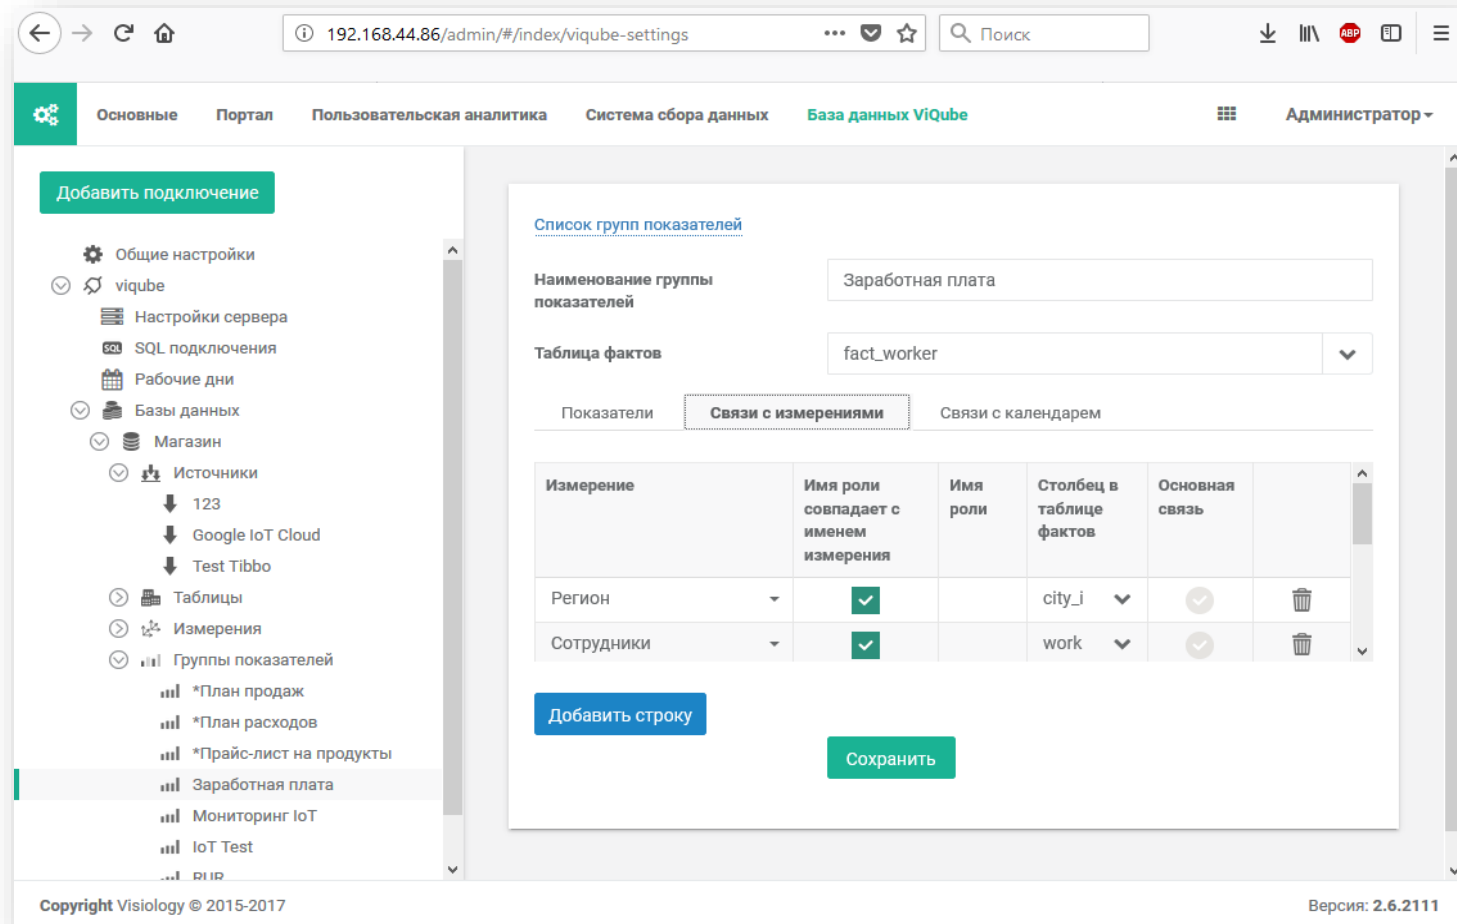 192.168.44.86/admin/#/index/viqube-settings
Поиск
ABP
Основные
Портал
Пользовательская аналитика
Система сбора данных
База данных ViQube
Администратор
Добавить подключение
Общие настройки
viqube
Настройки сервера
SQL SQL подключения
Рабочие дни
Базы данных
Магазин
Источники
123
Google IoT Cloud
Test Tibbo
Таблицы
Измерения
Группы показателей
*План продаж
*План расходов
*Прайс-лист на продукты
Заработная плата
Мониторинг IoT
IoT Test
RUR
Список групп показателей
Наименование группы
показателей
Заработная плата
Таблица фактов
fact_worker
Показатели
Связи с измерениями
Связи с календарем
Измерение
Имя роли
совпадает с
именем
измерения
Имя
роли
Столбец в
таблице
фактов
Основная
связь
Регион
city_i
Сотрудники
work
Добавить строку
Сохранить
Copyright Visiology © 2015-2017
Версия: 2.6.2111